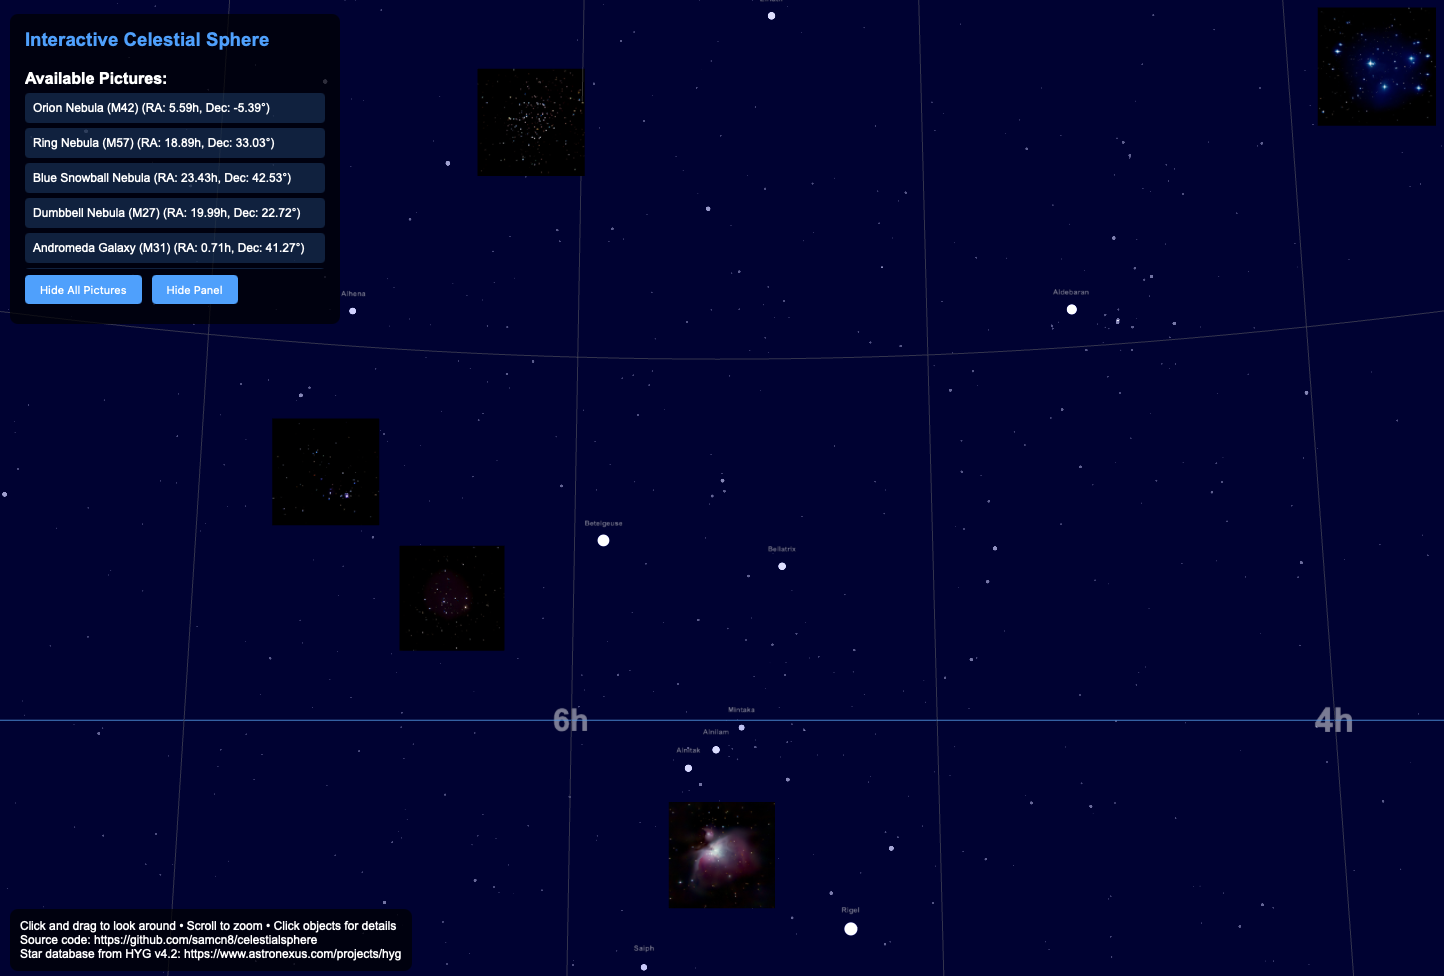 Interactive Celestial Sphere
Available Pictures:
Orion Nebula (M42) (RA: 5.59h, Dec: -5.39°)
Ring Nebula (M57) (RA: 18.89h, Dec: 33.03°)
Blue Snowball Nebula (RA: 23.43h, Dec: 42.53°)
Dumbbell Nebula (M27) (RA: 19.99h, Dec: 22.72°)
Andromeda Galaxy (M31) (RA: 0.71h, Dec: 41.27°)
Hide All Pictures
Hide Panel
Alhena
Aldebaran
Betelgeuse
Bellatrix
Mintaka
6h
4h
Alnilam
Alnitak
Rigel
Saiph
Click and drag to look around • Scroll to zoom • Click objects for details
Source code: https://github.com/samcn8/celestialsphere
Star database from HYG v4.2: https://www.astronexus.com/projects/hyg